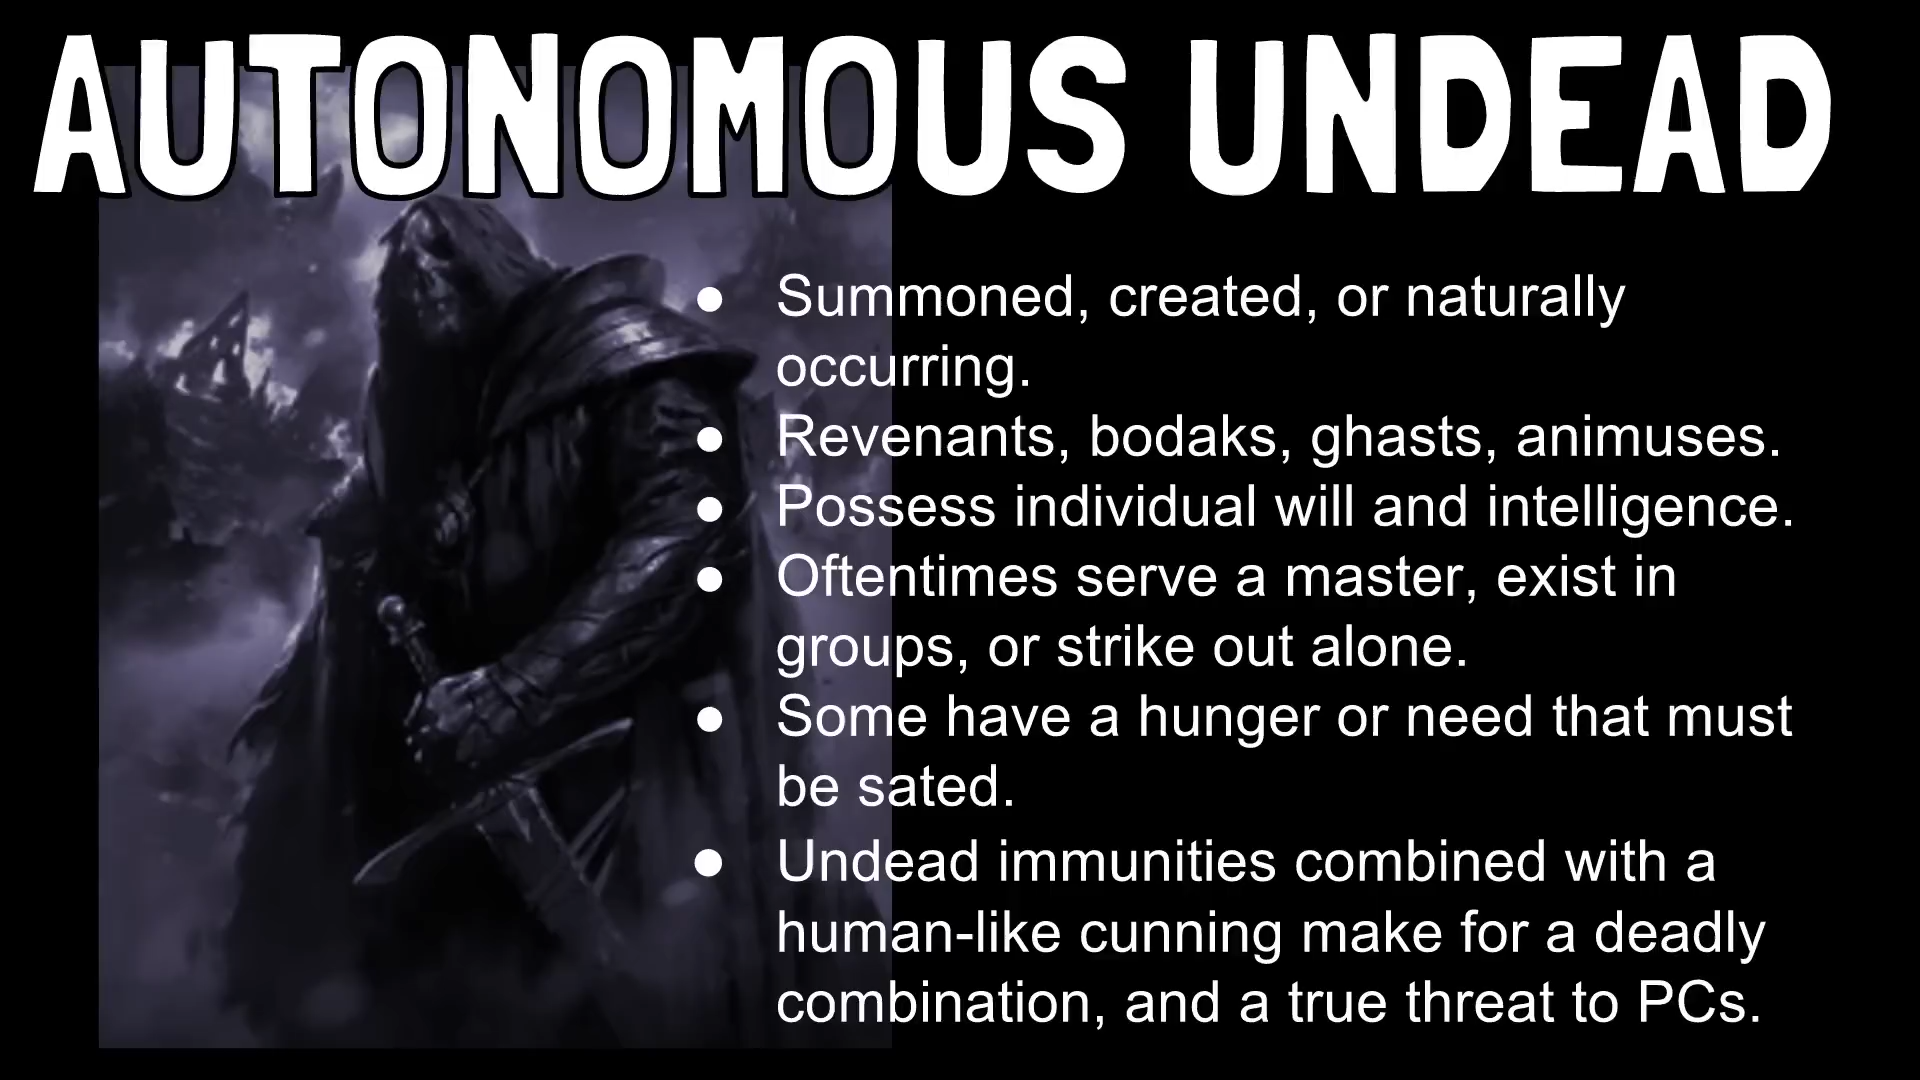 AUTONOMOUS UNDEAD
● Summoned, created, or naturally
occurring.
● Revenants, bodaks, ghasts, animuses.
● Possess individual will and intelligence.
● Oftentimes serve a master, exist in
groups, or strike out alone.
● Some have a hunger or need that must
be sated.
● Undead immunities combined with a
human-like cunning make for a deadly
combination, and a true threat to PCs.